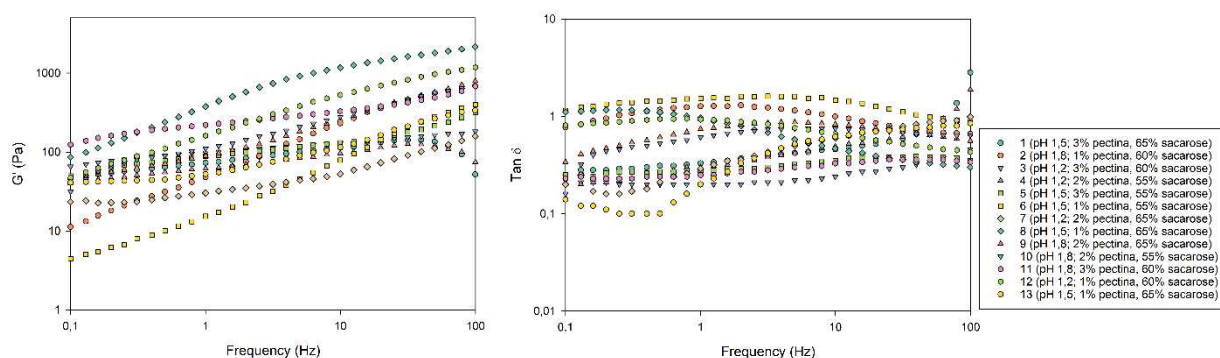 1000
100
10
1
G' (Pa)
0,1
1
10
100
Frequency (Hz)
10
1
0,1
0,01
Tan δ
0,1
1
10
100
Frequency (Hz)
1 (pH 1,5; 3% pectina, 65% sacarose)
2 (pH 1,8; 1% pectina, 60% sacarose)
3 (pH 1,2; 3% pectina, 60% sacarose)
4 (pH 1,2; 2% pectina, 55% sacarose)
5 (pH 1,5; 3% pectina, 55% sacarose)
6 (pH 1,5; 1% pectina, 55% sacarose)
7 (pH 1,2; 2% pectina, 65% sacarose)
8 (pH 1,5; 1% pectina, 65% sacarose)
9 (pH 1,8; 2% pectina, 65% sacarose)
10 (pH 1,8; 2% pectina, 55% sacarose)
11 (pH 1,8; 3% pectina, 60% sacarose)
12 (pH 1,2; 1% pectina, 60% sacarose)
13 (pH 1,5; 1% pectina, 65% sacarose)